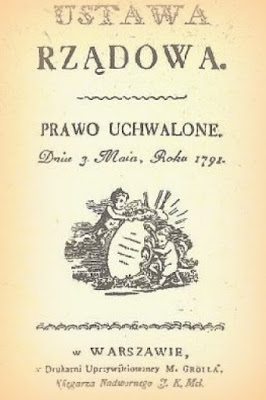 USTAWA
RZĄDOWA.
PRAWO UCHWALONE.
Dnia 3. Maia, Roku 1791.
w WARSZAWIE,
w Drukarni Uprzywileiowaney M. GRÖLLA,
Xięgarza Nadwornego J. K. Mci.